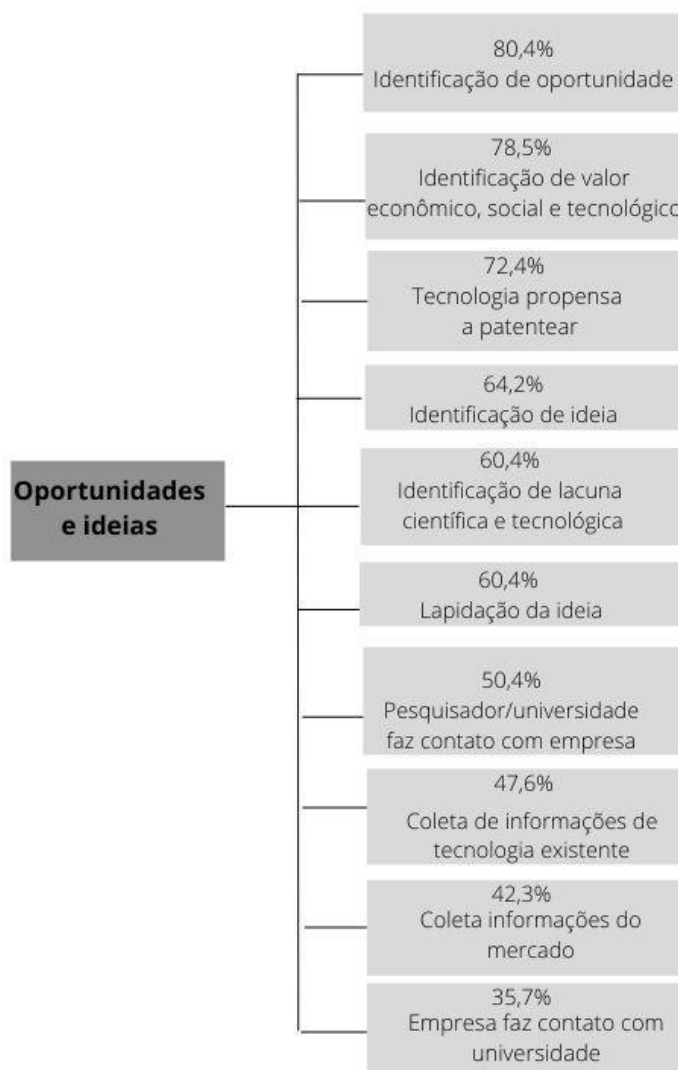 80,4%
Identificação de oportunidade
78,5%
Identificação de valor
econômico, social e tecnológico
72,4%
Tecnologia propensa
a patentear
64,2%
Identificação de ideia
60,4%
Identificação de lacuna
científica e tecnológica
Oportunidades
e ideias
60,4%
Lapidação da ideia
50,4%
Pesquisador/universidade
faz contato com empresa
47,6%
Coleta de informações de
tecnologia existente
42,3%
Coleta informações do
mercado
35,7%
Empresa faz contato com
universidade